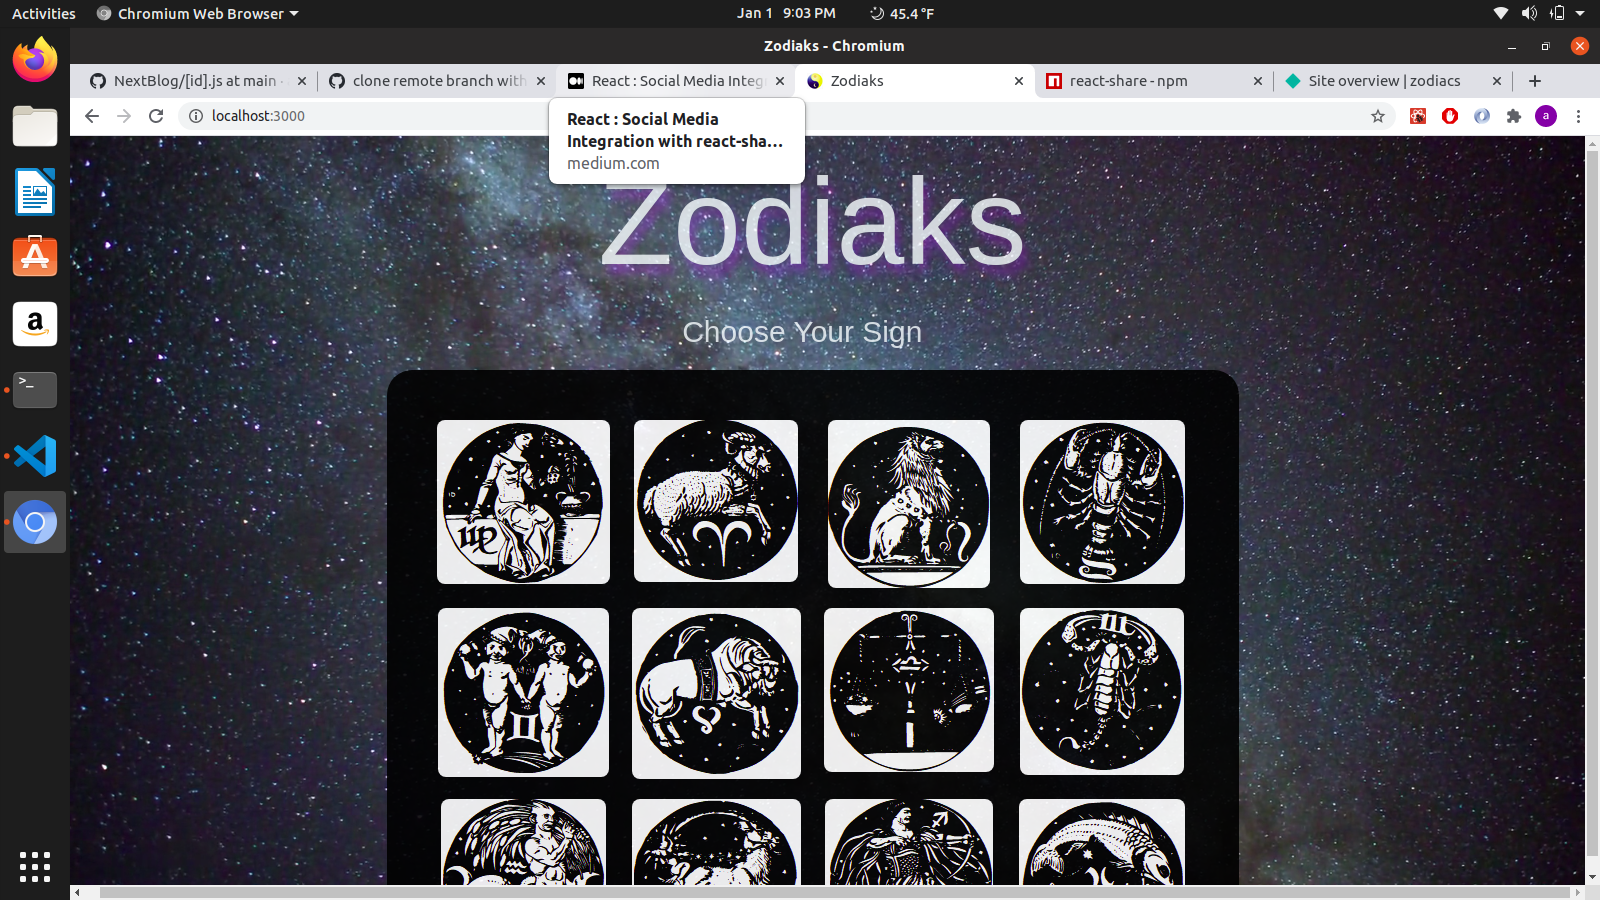 Activities
Chromium Web Browser
Jan 1 9:03 PM
45.4 °F
Zodiaks - Chromium
NextBlog/[id].js at main ·
clone remote branch with
React : Social Media Integ
Zodiaks
react-share - npm
Site overview | zodiacs
localhost:3000
a
React : Social Media
Integration with react-sha…
medium.com
Zodiaks
Choose Your Sign